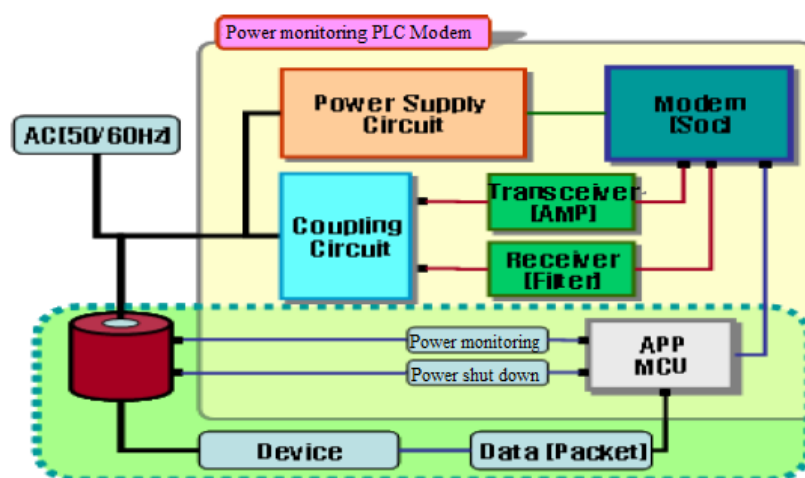 Power monitoring PLC Modem
Power Supply
Circuit
Modem
[Soc]
AC[50/60Hz]
Transceiver
[AMP]
Coupling
Circuit
Receiver
[Filter]
Power monitoring
APP
MCU
Power shut down
Device
Data [Packet]